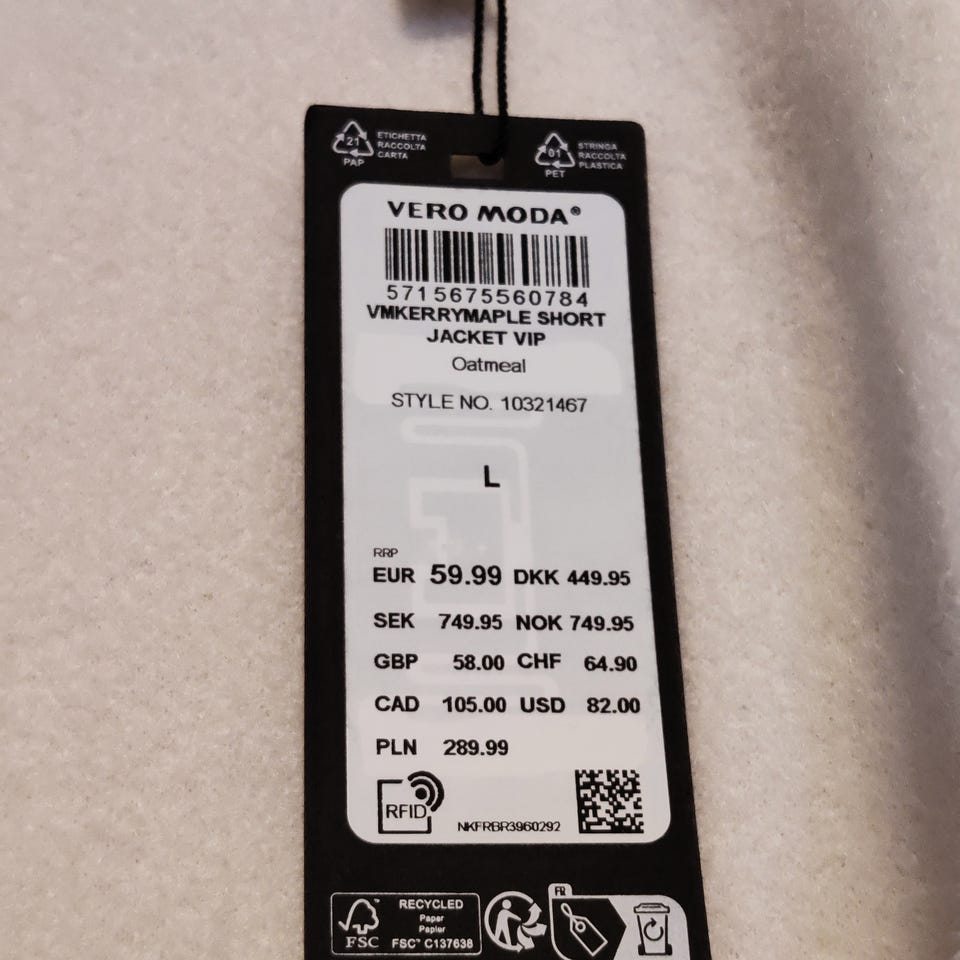 21
PAP
ETICHETTA
RACCOLTA
CARTA
01
PET
STRINGA
RACCOLTA
PLASTICA
VERO MODA®
5715675560784
VMKERRYMAPLE SHORT
JACKET VIP
Oatmeal
STYLE NO. 10321467
L
RRP
EUR 59.99 DKK 449.95
SEK 749.95 NOK 749.95
GBP 58.00 CHF 64.90
CAD 105.00 USD 82.00
PLN 289.99
RFID
NKFRBR3960292
FSC
RECYCLED
Paper
Papier
FSC™ C137638
FR